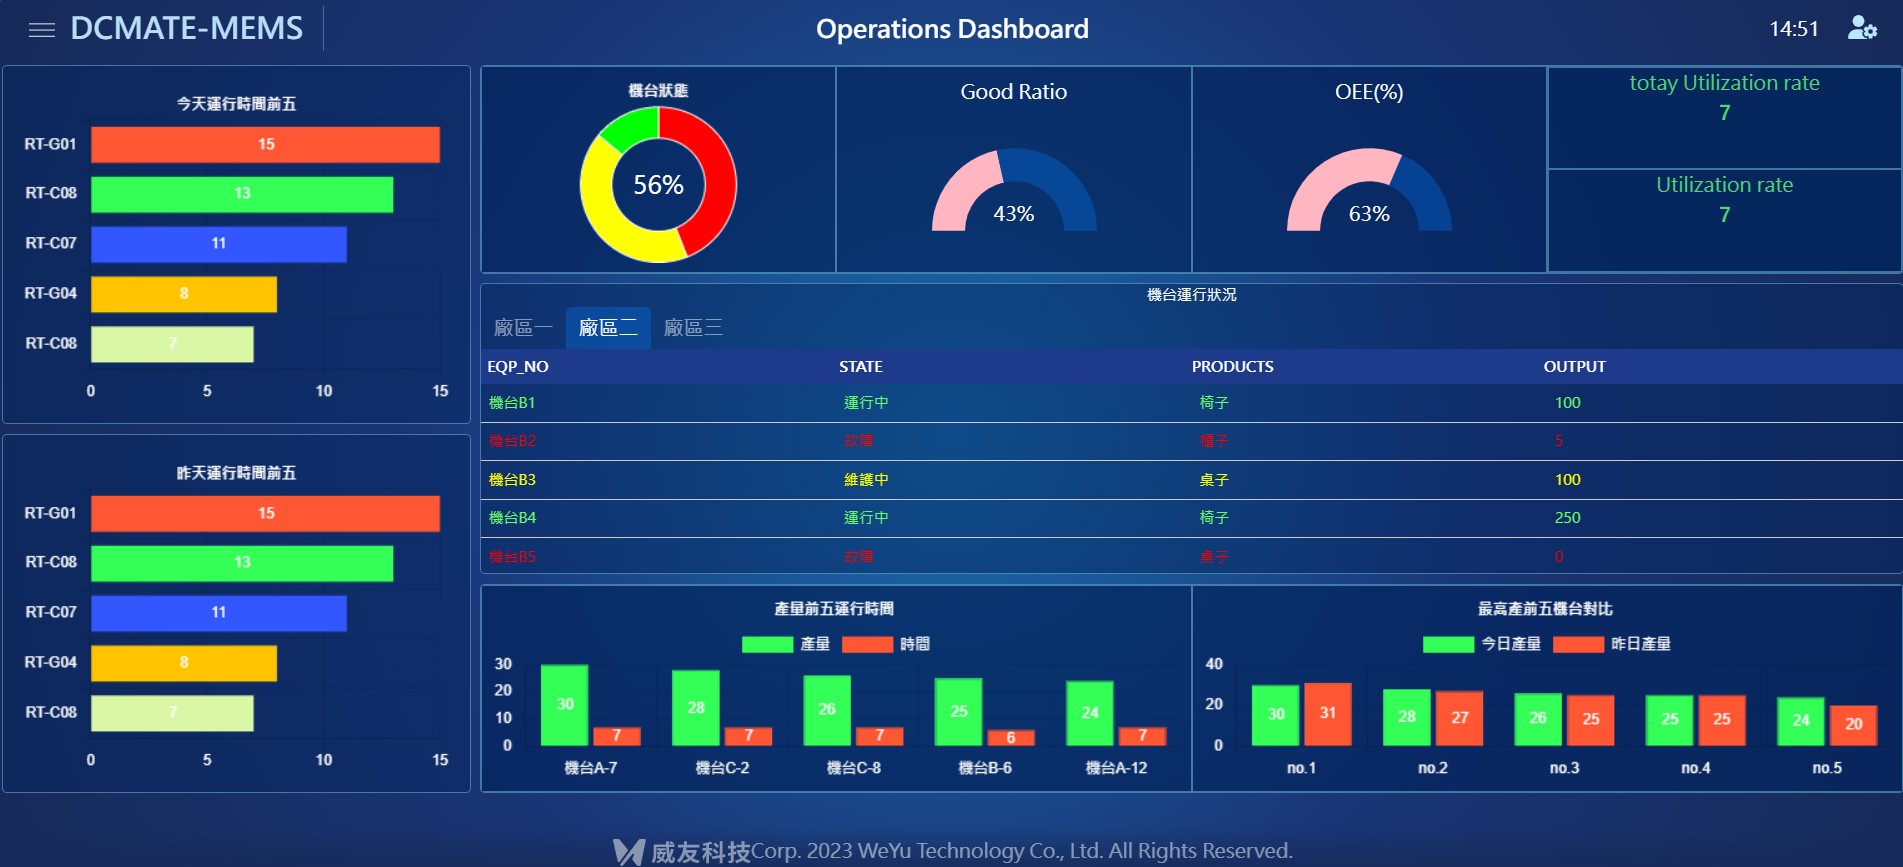 DCMATE-MEMS
Operations Dashboard
14:51
今天運行時間前五
RT-G01 15
RT-C08 13
RT-C07 11
RT-G04 8
RT-C08 7
0 5 10 15
昨天運行時間前五
RT-G01 15
RT-C08 13
RT-C07 11
RT-G04 8
RT-C08 7
0 5 10 15
機台狀態
56%
Good Ratio
43%
OEE(%)
63%
totay Utilization rate
7
Utilization rate
7
機台運行狀況
廠區一 廠區二 廠區三
EQP_NO STATE PRODUCTS OUTPUT
機台B1 運行中 椅子 100
機台B2 故障 櫃子 5
機台B3 維護中 桌子 100
機台B4 運行中 椅子 250
機台B5 故障 桌子 0
產量前五運行時間
產量 時間
30
20
10
0
30 7 28 7 26 7 25 6 24 7
機台A-7 機台C-2 機台C-8 機台B-6 機台A-12
最高產前五機台對比
今日產量 昨日產量
40
20
0
30 31 28 27 26 25 25 25 24 20
no.1 no.2 no.3 no.4 no.5
威友科技Corp. 2023 WeYu Technology Co., Ltd. All Rights Reserved.